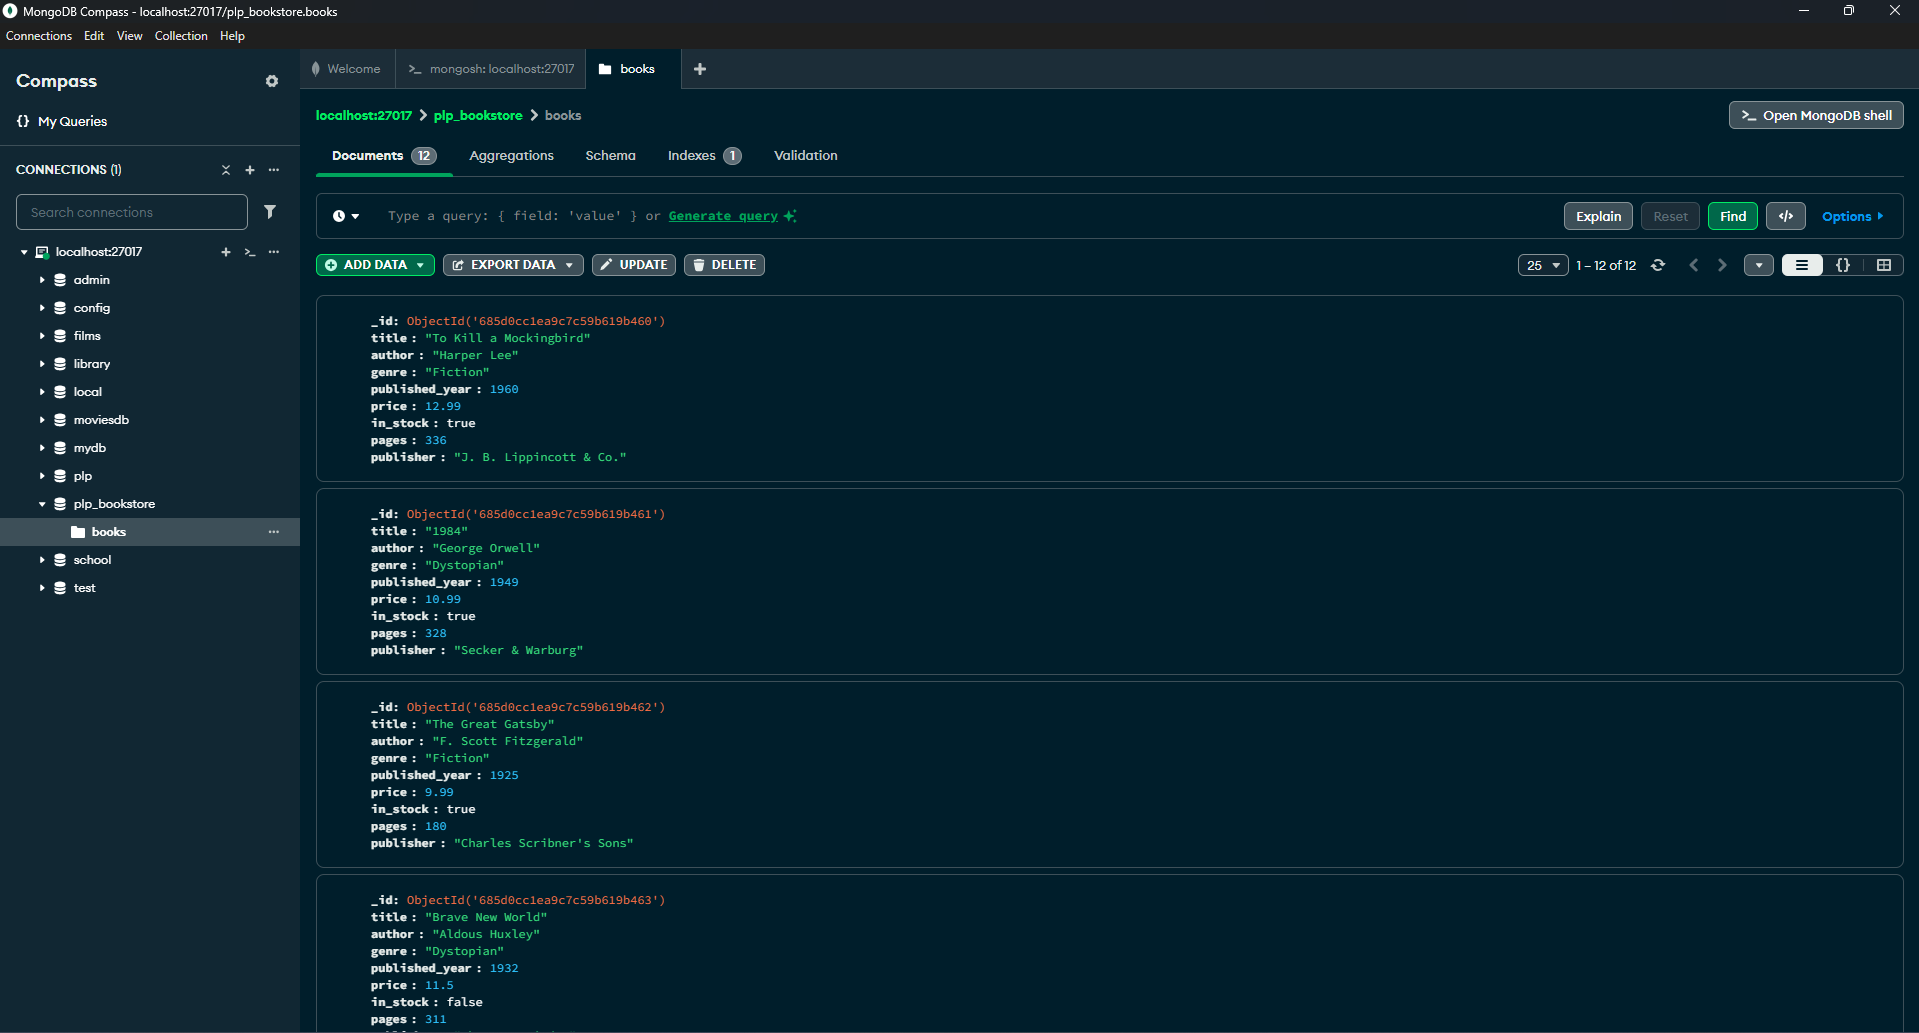 MongoDB Compass - localhost:27017/plp_bookstore.books
Connections Edit View Collection Help
Compass
{} My Queries
CONNECTIONS (1)
Search connections
localhost:27017
admin
config
films
library
local
moviesdb
mydb
plp
plp_bookstore
books
school
test
Welcome
>_ mongosh: localhost:27017
books
localhost:27017 > plp_bookstore > books
>_ Open MongoDB shell
Documents 12 Aggregations Schema Indexes 1 Validation
Type a query: { field: 'value' } or Generate query
Explain Reset Find </> Options
ADD DATA EXPORT DATA UPDATE DELETE
25 1 – 12 of 12 {}
_id: ObjectId('685d0cc1ea9c7c59b619b460')
title : "To Kill a Mockingbird"
author : "Harper Lee"
genre : "Fiction"
published_year : 1960
price : 12.99
in_stock : true
pages : 336
publisher : "J. B. Lippincott & Co."
_id: ObjectId('685d0cc1ea9c7c59b619b461')
title : "1984"
author : "George Orwell"
genre : "Dystopian"
published_year : 1949
price : 10.99
in_stock : true
pages : 328
publisher : "Secker & Warburg"
_id: ObjectId('685d0cc1ea9c7c59b619b462')
title : "The Great Gatsby"
author : "F. Scott Fitzgerald"
genre : "Fiction"
published_year : 1925
price : 9.99
in_stock : true
pages : 180
publisher : "Charles Scribner's Sons"
_id: ObjectId('685d0cc1ea9c7c59b619b463')
title : "Brave New World"
author : "Aldous Huxley"
genre : "Dystopian"
published_year : 1932
price : 11.5
in_stock : false
pages : 311